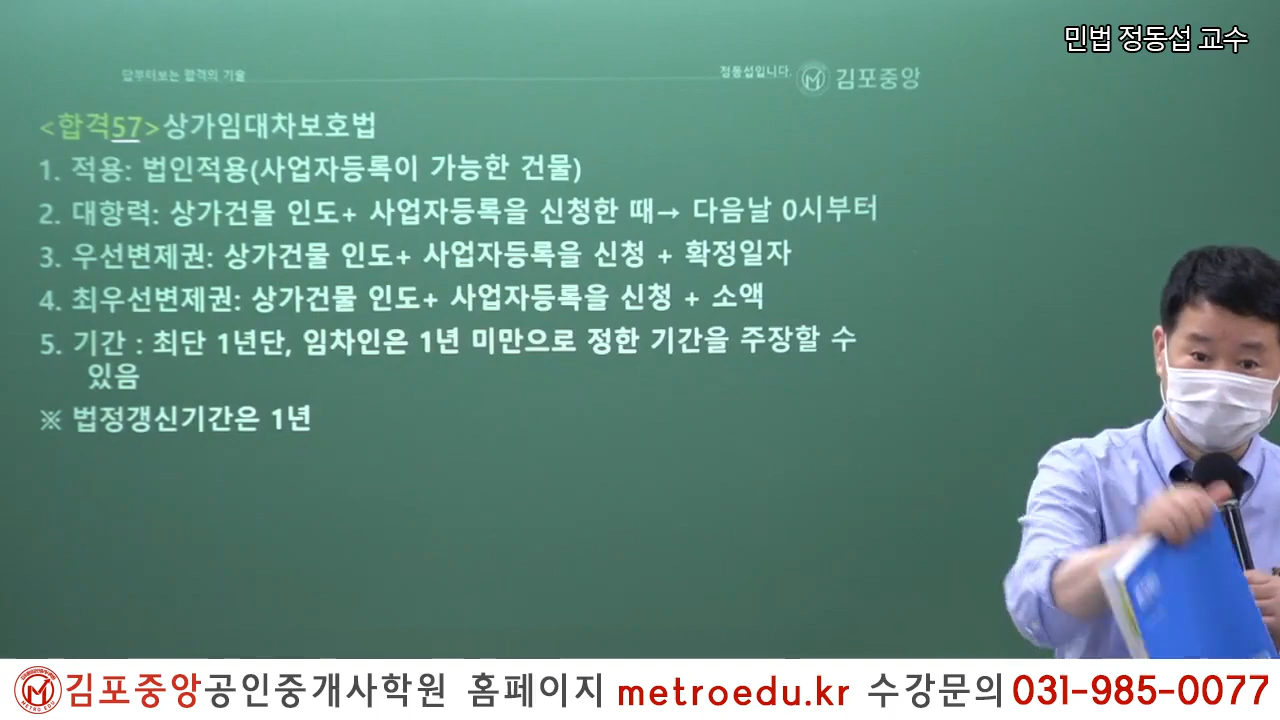 민법 정동섭 교수
답부터보는 합격의 기술
정동섭입니다.
김포중앙
<합격57>상가임대차보호법
1. 적용: 법인적용(사업자등록이 가능한 건물)
2. 대항력: 상가건물 인도+ 사업자등록을 신청한 때→ 다음날 0시부터
3. 우선변제권: 상가건물 인도+ 사업자등록을 신청 + 확정일자
4. 최우선변제권: 상가건물 인도+ 사업자등록을 신청 + 소액
5. 기간 : 최단 1년단, 임차인은 1년 미만으로 정한 기간을 주장할 수
있음
※ 법정갱신기간은 1년
김포중앙공인중개사학원 홈페이지 metroedu.kr 수강문의 031-985-0077
METRO EDU